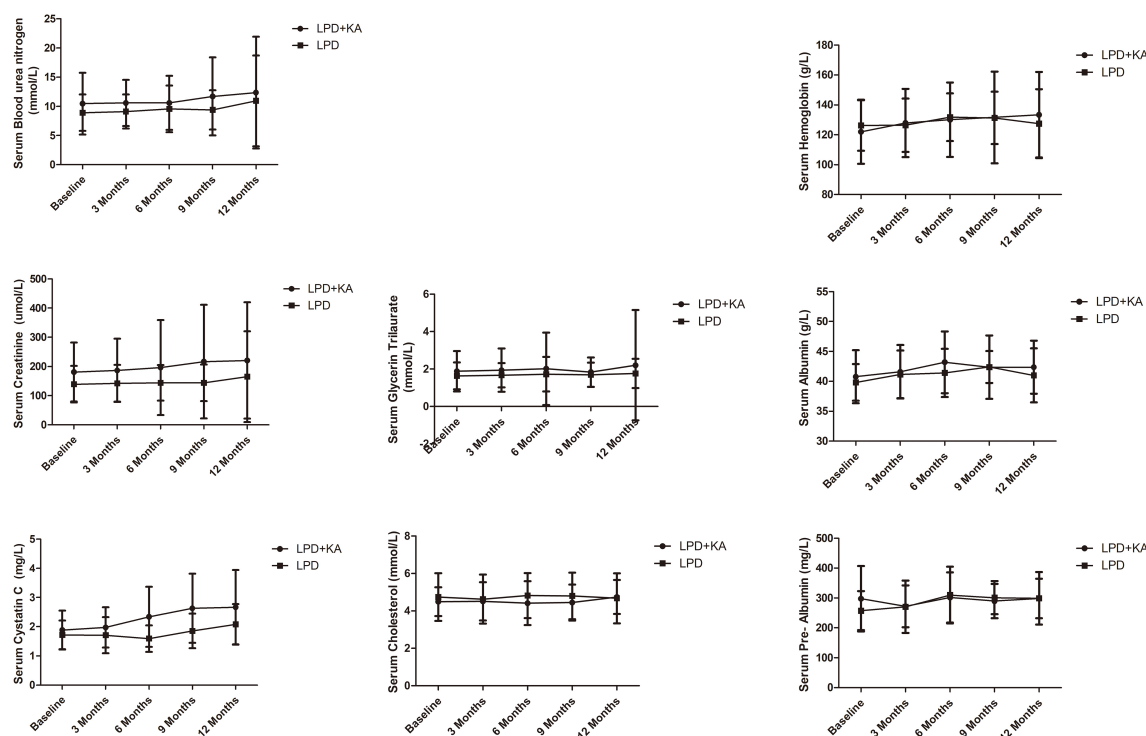 Serum Blood urea nitrogen
(mmol/L)
25
20
15
10
5
0
Baseline
3 Months
6 Months
9 Months
12 Months
LPD+KA
LPD
Serum Hemoglobin (g/L)
180
160
140
120
100
80
Baseline
3 Months
6 Months
9 Months
12 Months
LPD+KA
LPD
Serum Creatinine (umol/L)
500
400
300
200
100
0
Baseline
3 Months
6 Months
9 Months
12 Months
LPD+KA
LPD
Serum Glycerin Trilaurate
(mmol/L)
6
4
2
0
-2
Baseline
3 Months
6 Months
9 Months
12 Months
LPD+KA
LPD
Serum Albumin (g/L)
55
50
45
40
35
30
Baseline
3 Months
6 Months
9 Months
12 Months
LPD+KA
LPD
Serum Cystatin C (mg/L)
5
4
3
2
1
0
Baseline
3 Months
6 Months
9 Months
12 Months
LPD+KA
LPD
Serum Cholesterol (mmol/L)
8
6
4
2
0
Baseline
3 Months
6 Months
9 Months
12 Months
LPD+KA
LPD
Serum Pre- Albumin (mg/L)
500
400
300
200
100
0
Baseline
3 Months
6 Months
9 Months
12 Months
LPD+KA
LPD